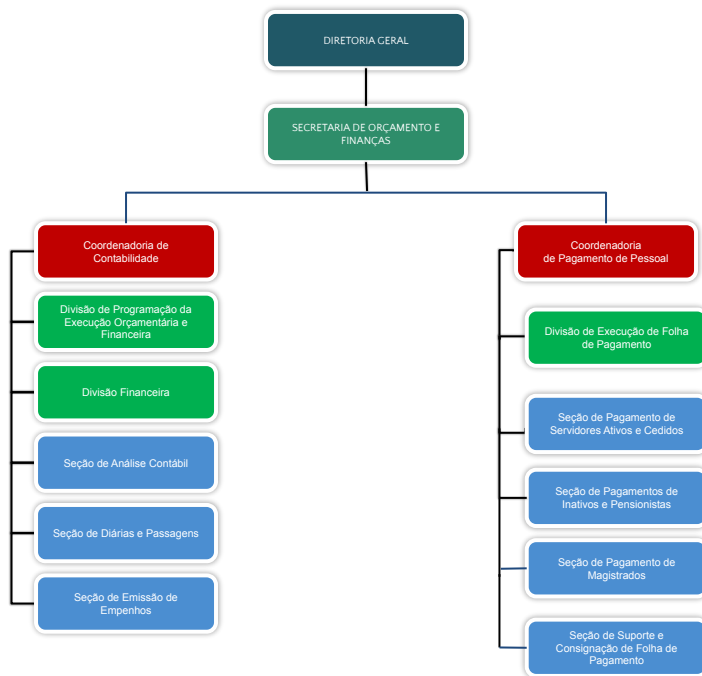 DIRETORIA GERAL
SECRETARIA DE ORÇAMENTO E
FINANÇAS
Coordenadoria de
Contabilidade
Divisão de Programação da
Execução Orçamentária e
Financeira
Divisão Financeira
Seção de Análise Contábil
Seção de Diárias e Passagens
Seção de Emissão de
Empenhos
Coordenadoria
de Pagamento de Pessoal
Divisão de Execução de Folha
de Pagamento
Seção de Pagamento de
Servidores Ativos e Cedidos
Seção de Pagamentos de
Inativos e Pensionistas
Seção de Pagamento de
Magistrados
Seção de Suporte e
Consignação de Folha de
Pagamento